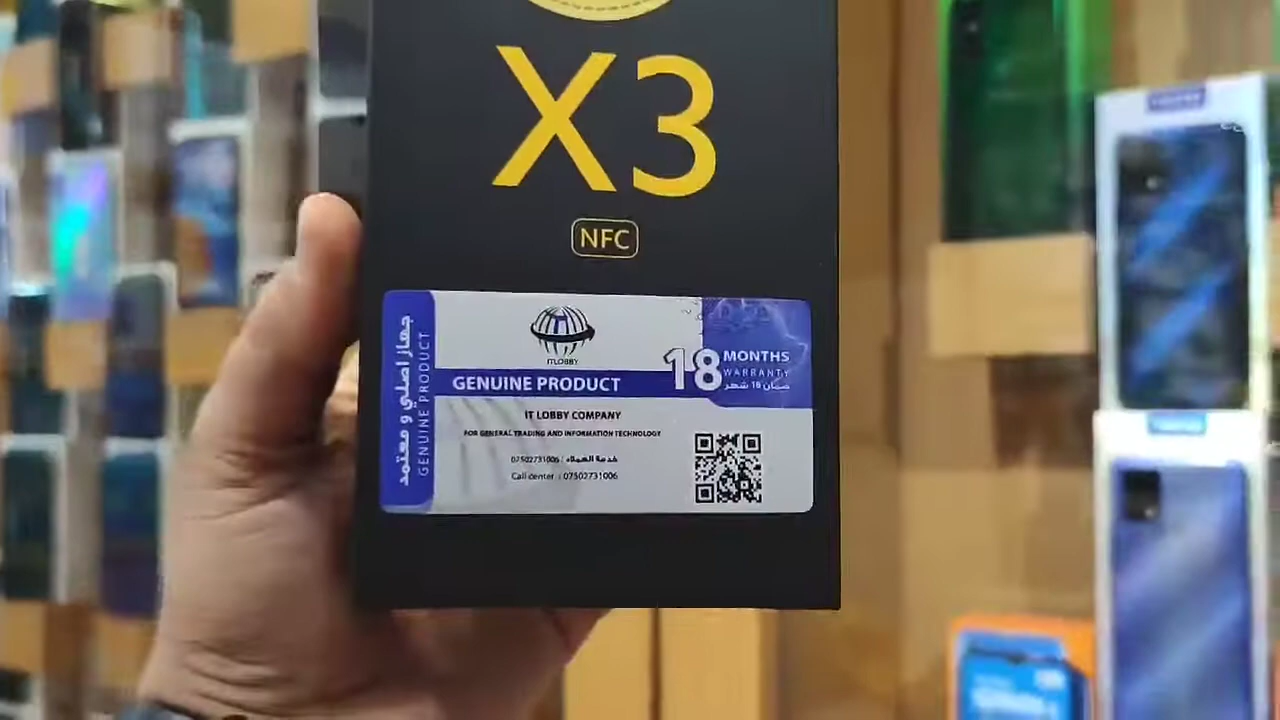 X3
NFC
جهاز اصلي و معتمد
GENUINE PRODUCT
ITLOBBY
GENUINE PRODUCT
18 MONTHS
WARRANTY
ضمان 18 شهر
IT LOBBY COMPANY
FOR GENERAL TRADING AND INFORMATION TECHNOLOGY
07502731006 : خدمة العملاء
Call center : 07502731006